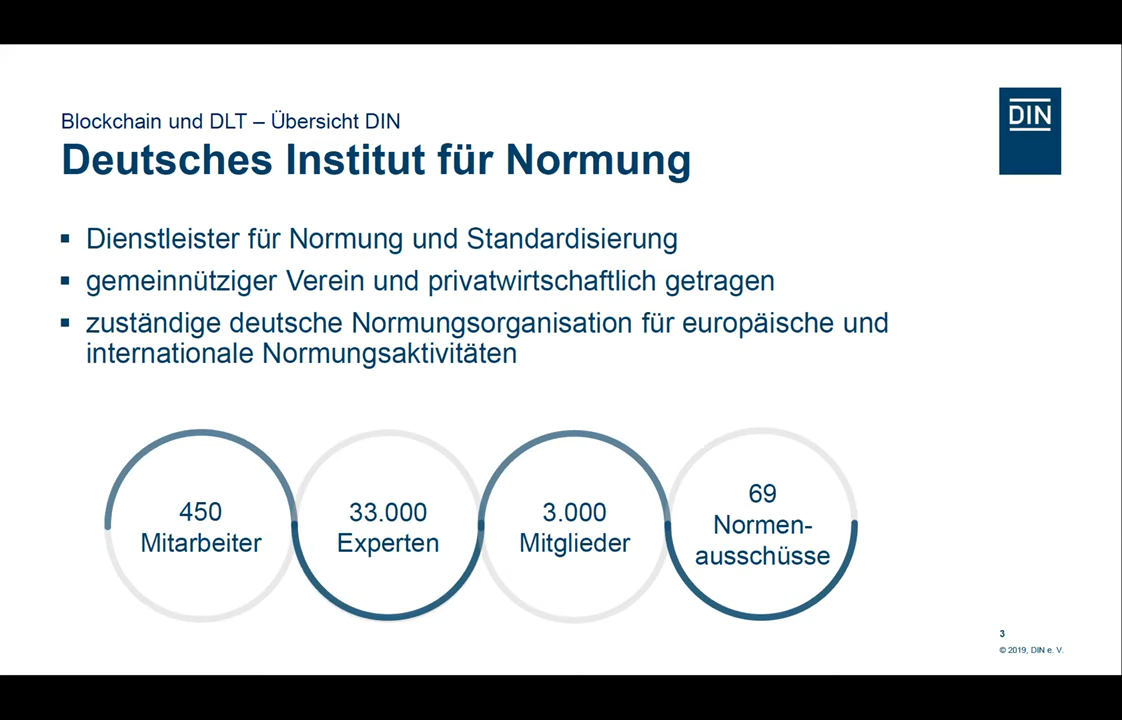 Blockchain und DLT – Übersicht DIN
Deutsches Institut für Normung
DIN
▪ Dienstleister für Normung und Standardisierung
▪ gemeinnütziger Verein und privatwirtschaftlich getragen
▪ zuständige deutsche Normungsorganisation für europäische und
internationale Normungsaktivitäten
450
Mitarbeiter
33.000
Experten
3.000
Mitglieder
69
Normen-
ausschüsse
3
© 2019, DIN e. V.